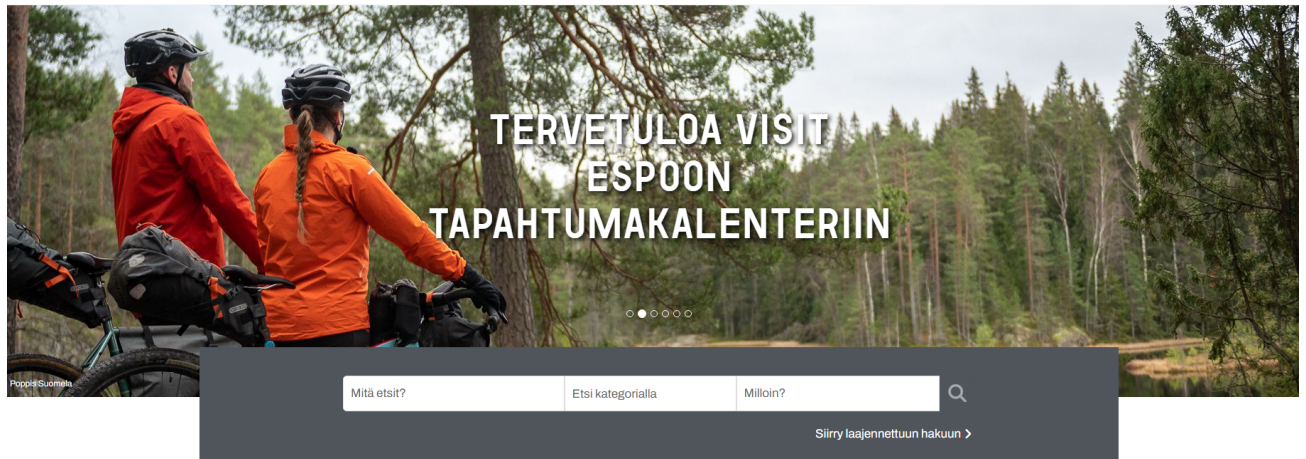 TERVETULOA VISIT
ESPOON
TAPAHTUMAKALENTERIIN
Poppis Suomela
Mitä etsit?
Etsi kategorialla
Milloin?
Siirry laajennettuun hakuun